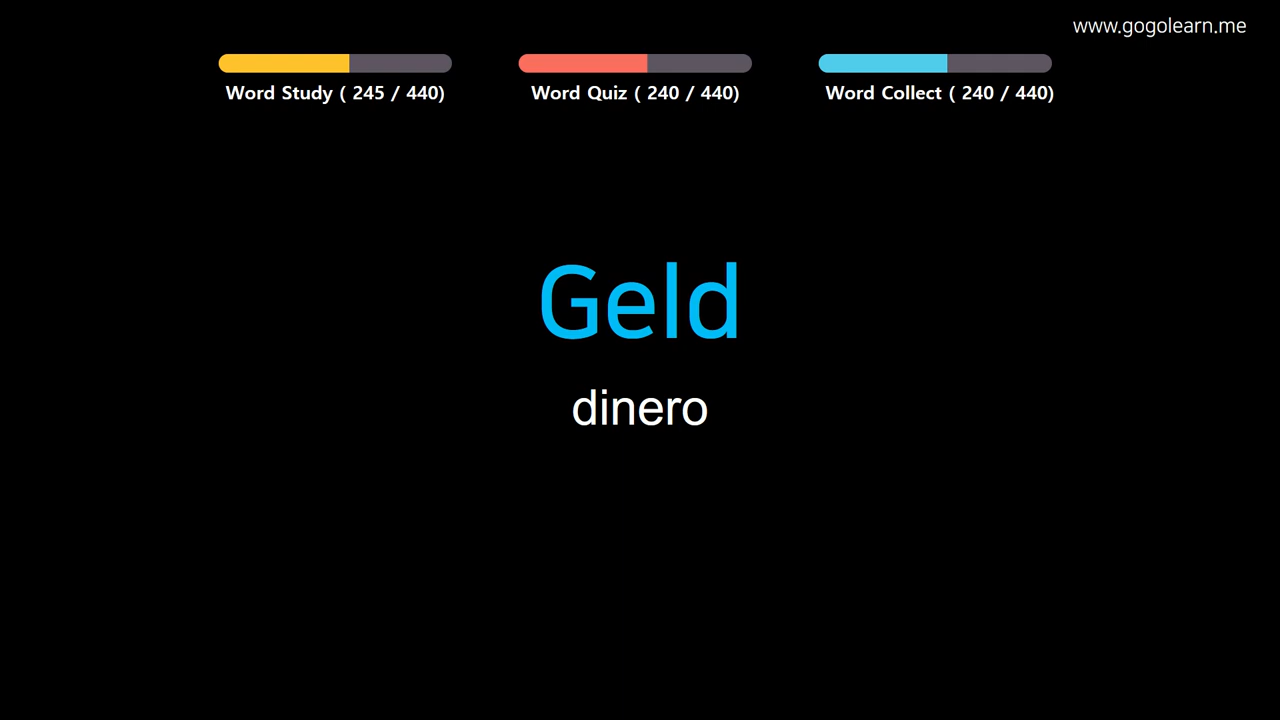 www.gogolearn.me
Word Study ( 245 / 440)
Word Quiz ( 240 / 440)
Word Collect ( 240 / 440)
Geld
dinero